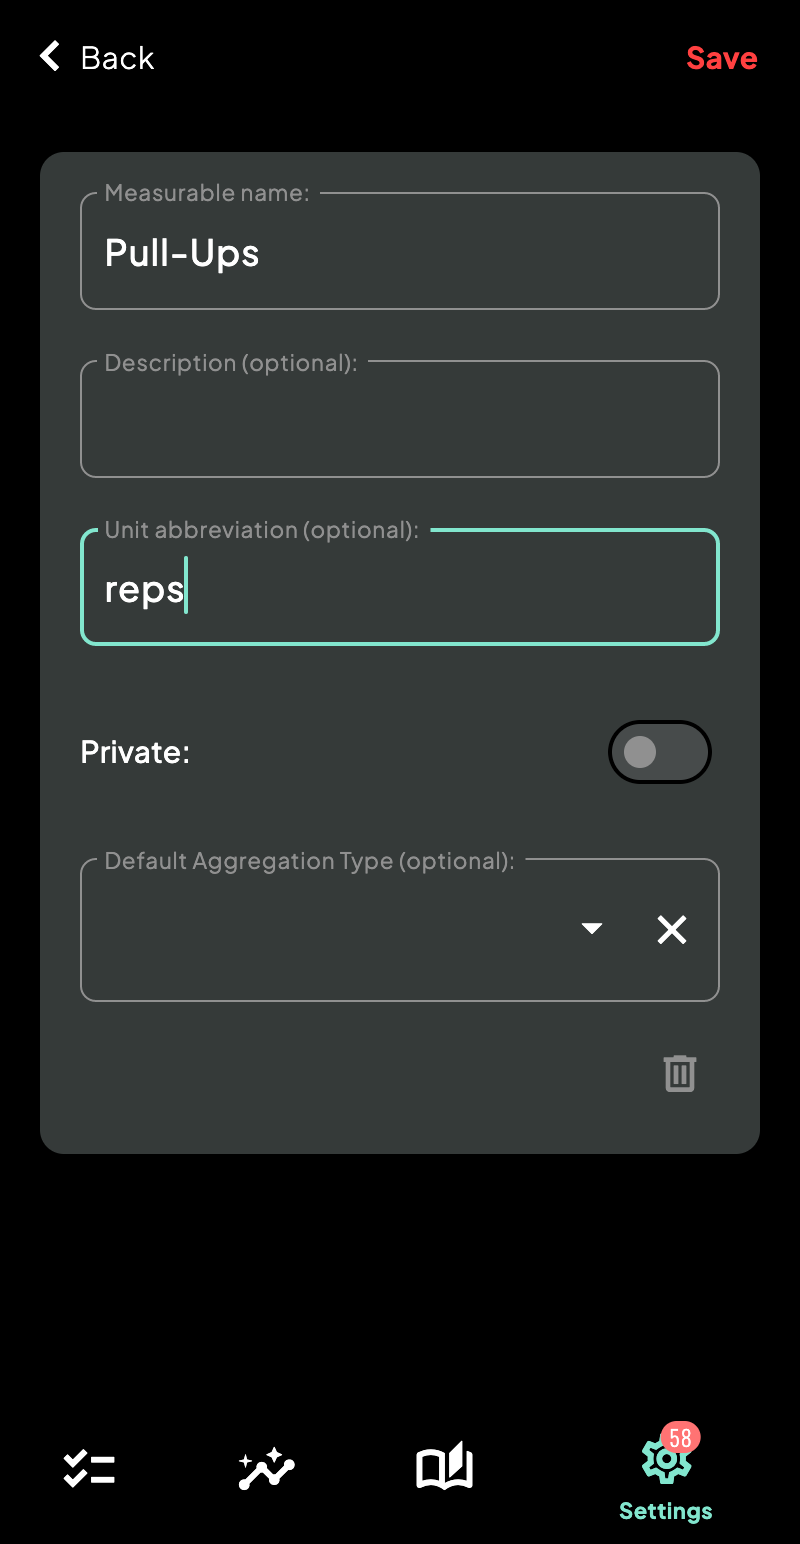 Back
Save
Measurable name:
Pull-Ups
Description (optional):
Unit abbreviation (optional):
reps
Private:
Default Aggregation Type (optional):
58
Settings